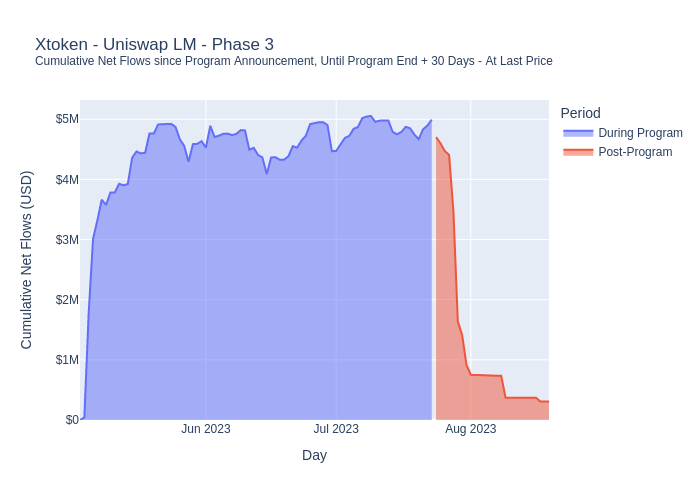 Xtoken - Uniswap LM - Phase 3
Cumulative Net Flows since Program Announcement, Until Program End + 30 Days - At Last Price
Period
During Program
Post-Program
Cumulative Net Flows (USD)
$5M
$4M
$3M
$2M
$1M
$0
Jun 2023
Jul 2023
Aug 2023
Day